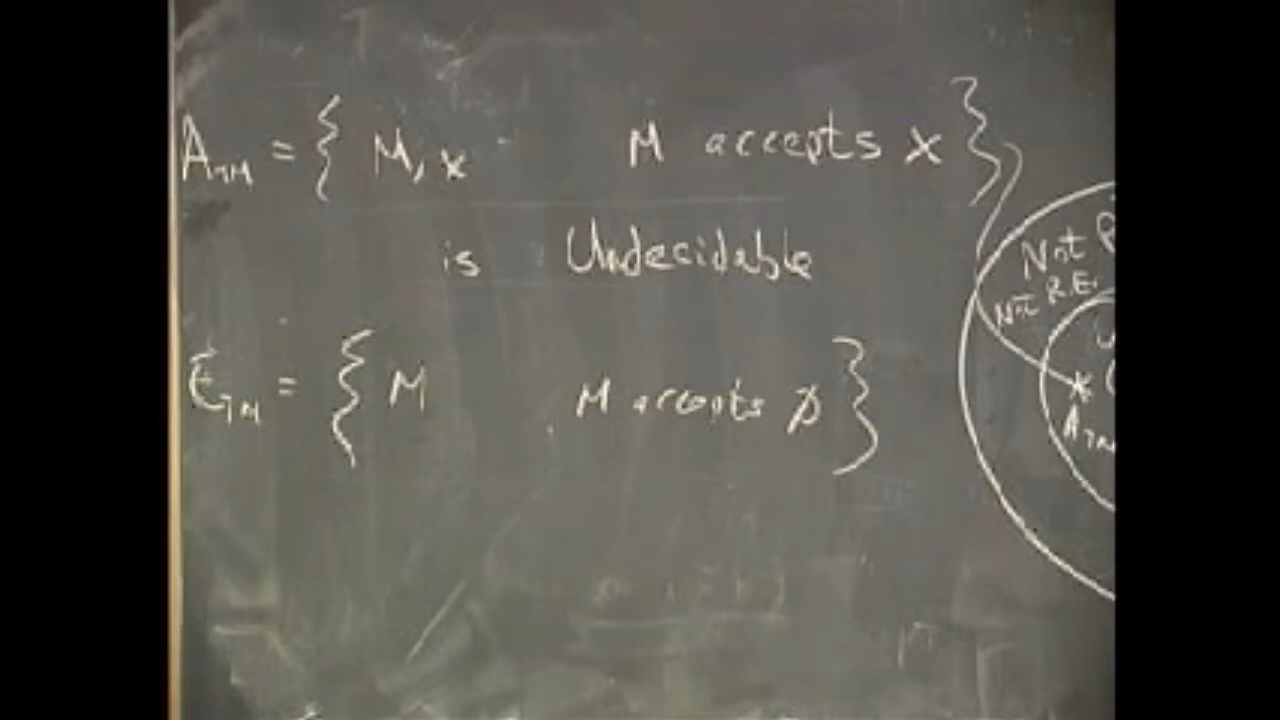 A_TM = { M, x M accepts x }
is Undecidable
E_TM = { M M accepts ∅ }
Not
Not R.E.
A_TM